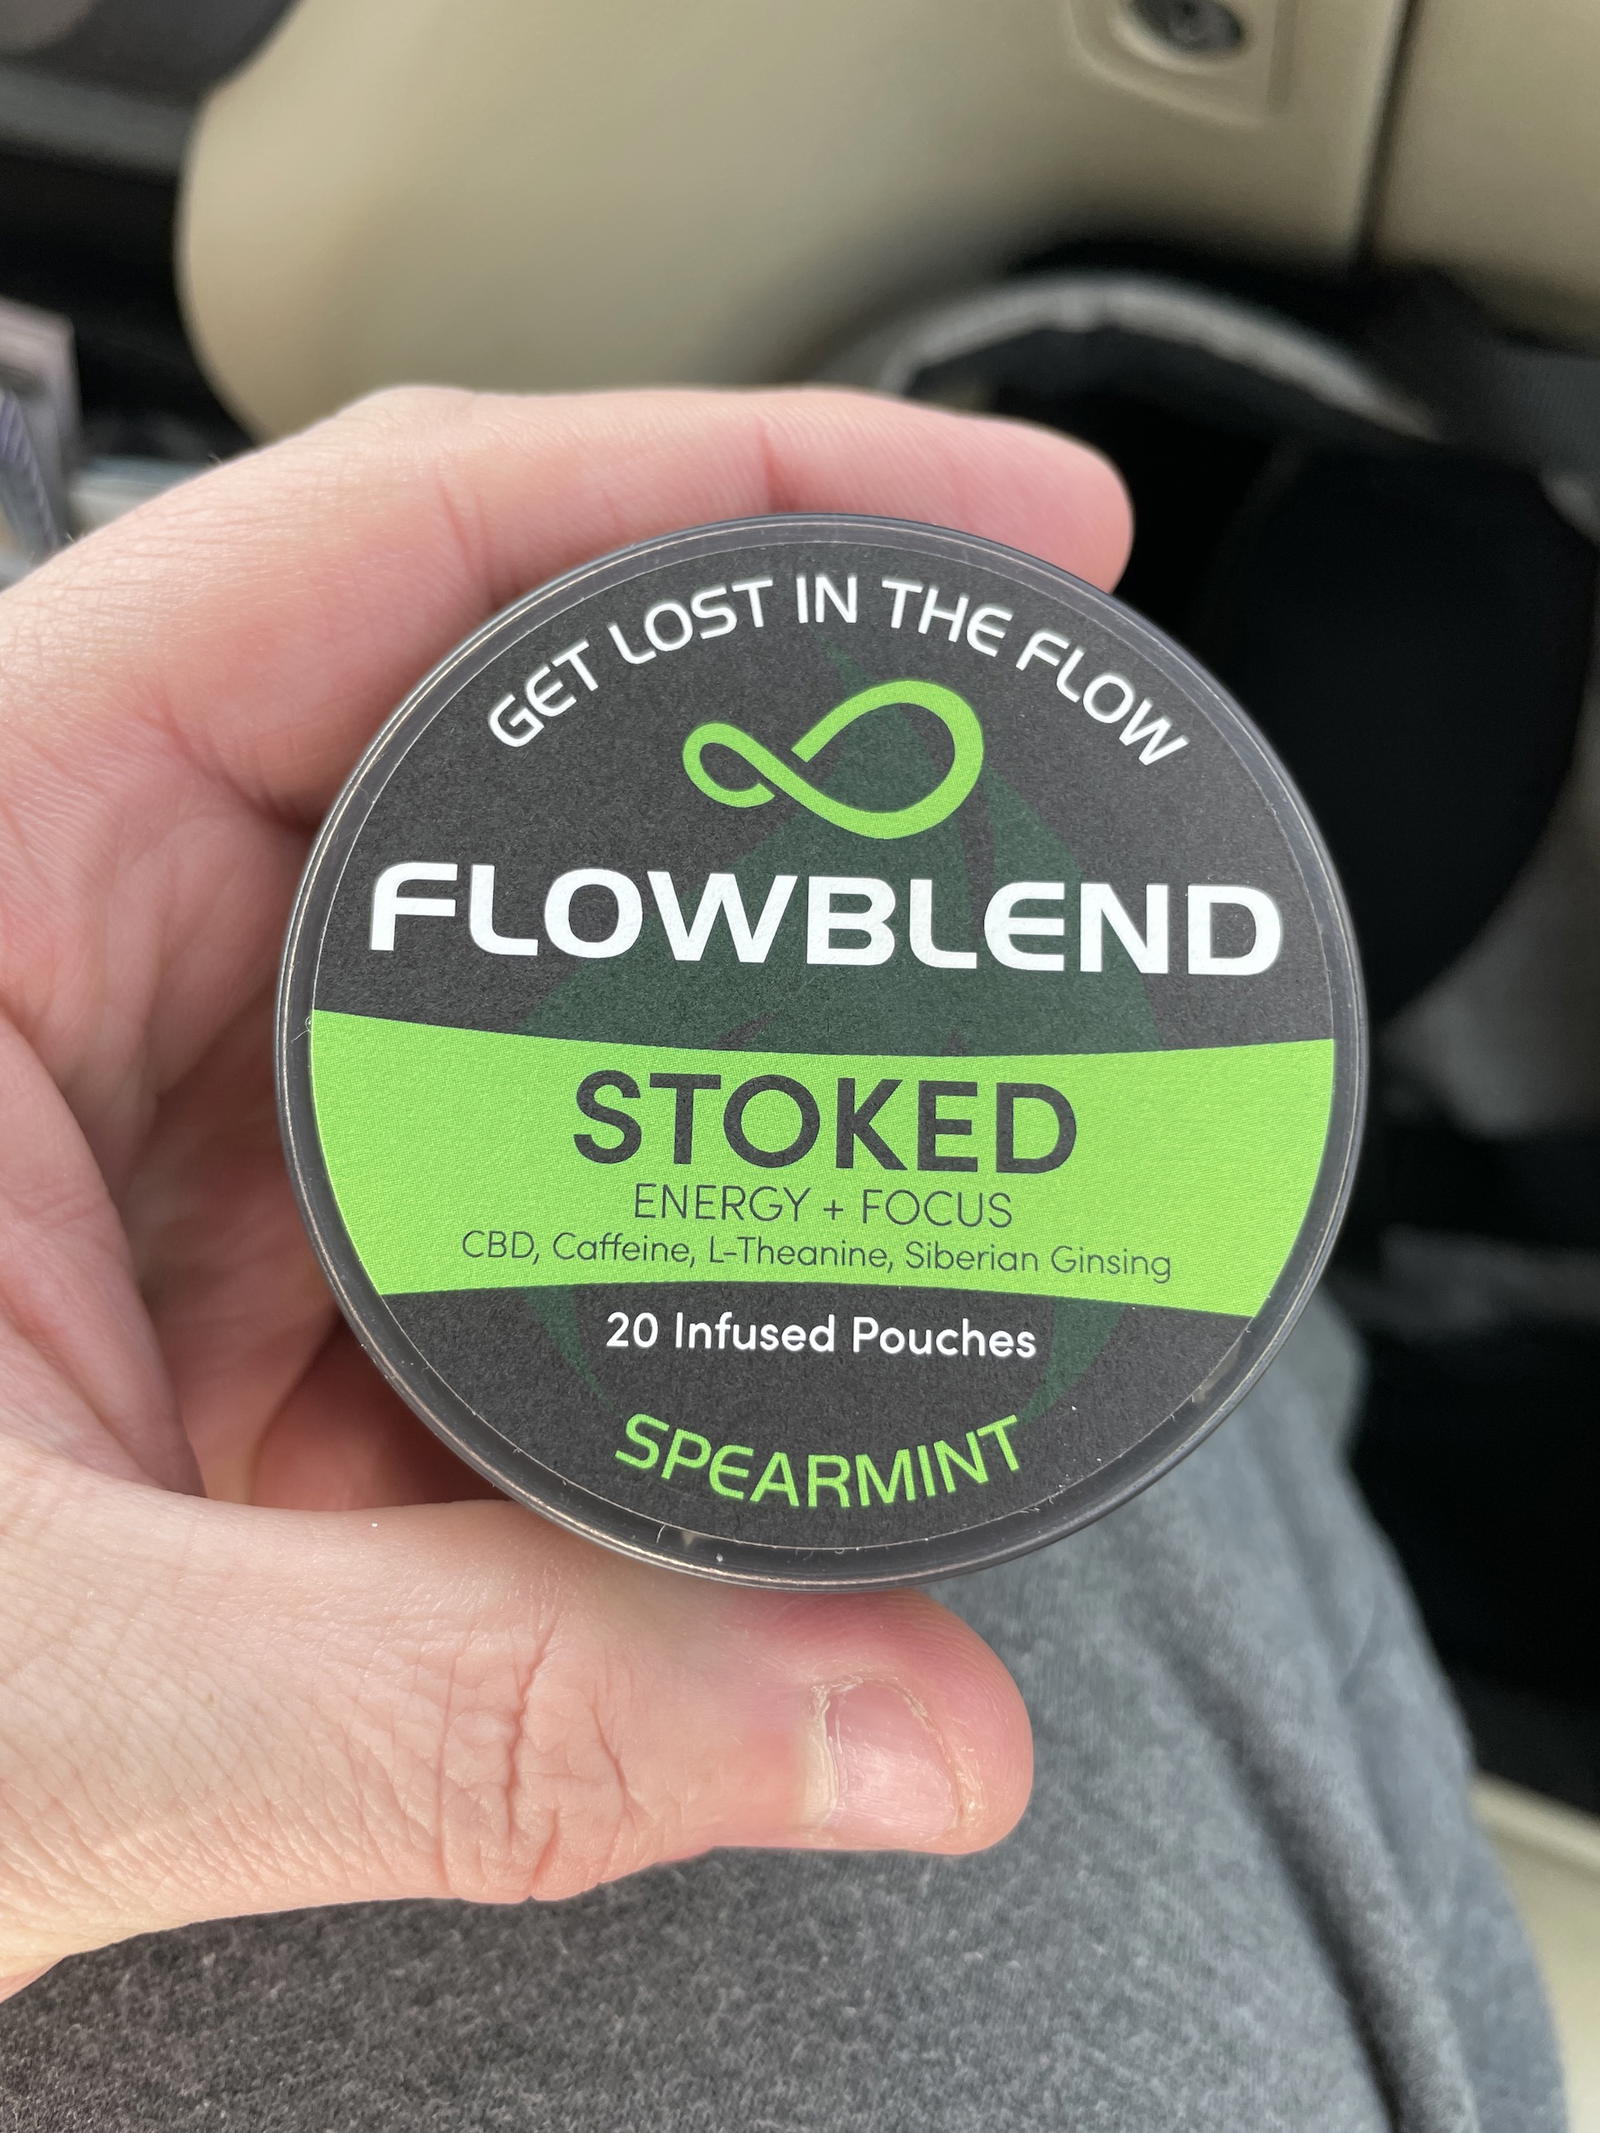 GET LOST IN THE FLOW
FLOWBLEND
STOKED
ENERGY + FOCUS
CBD, Caffeine, L-Theanine, Siberian Ginsing
20 Infused Pouches
SPEARMINT